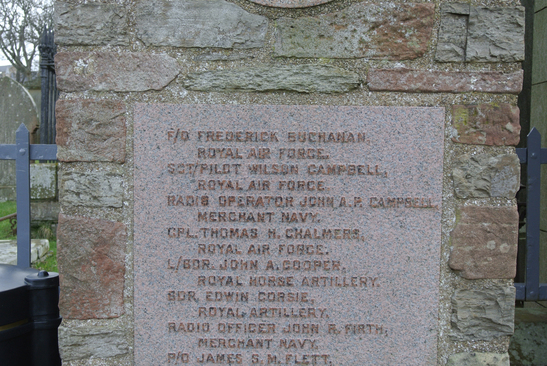 F/O FREDERICK BUCHANAN,
ROYAL AIR FORCE.
SGT/PILOT WILSON CAMPBELL,
ROYAL AIR FORCE.
RADIO OPERATOR JOHN A.P. CAMPBELL,
MERCHANT NAVY.
CPL. THOMAS H. CHALMERS,
ROYAL AIR FORCE.
L/BDR. JOHN A. COOPER,
ROYAL HORSE ARTILLERY.
BDR. EDWIN CORSIE,
ROYAL ARTILLERY.
RADIO OFFICER JOHN R. FIRTH,
MERCHANT NAVY.
P/O JAMES S. M. FLETT,